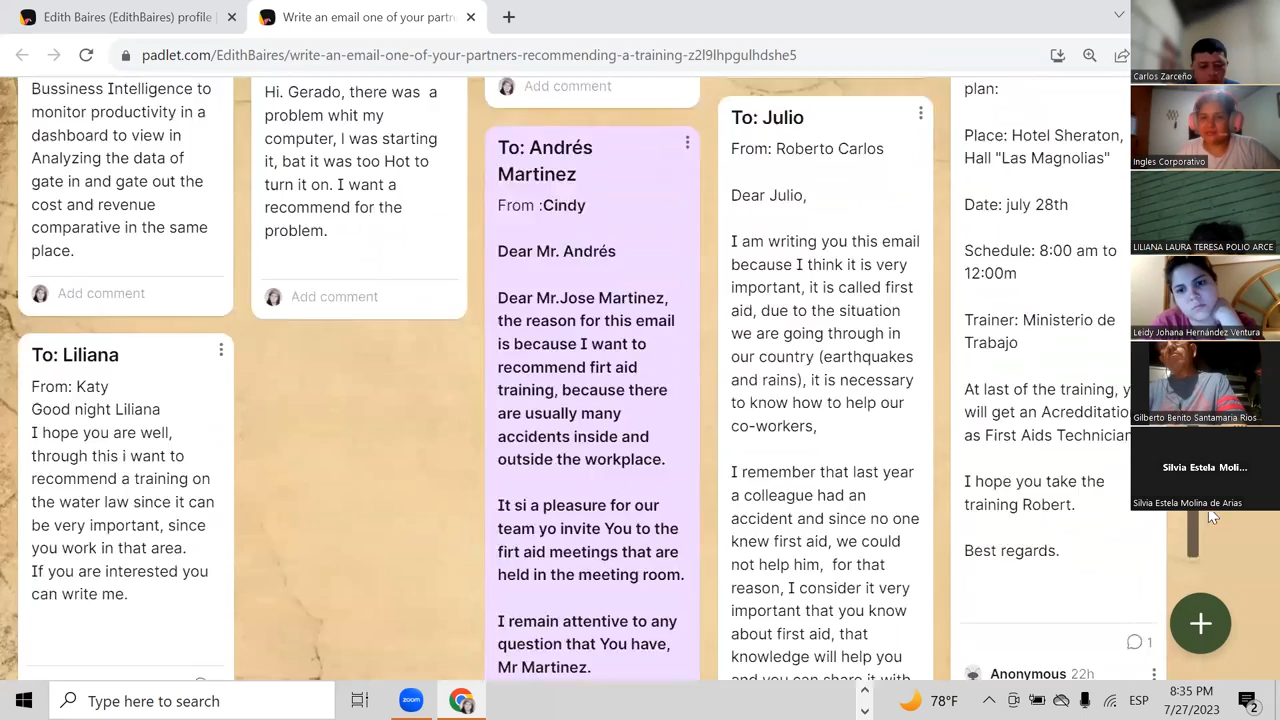 Edith Baires (EdithBaires) profile
Write an email one of your partn
padlet.com/EdithBaires/write-an-email-one-of-your-partners-recommending-a-training-z2l9lhpgulhdshe5
Bussiness Intelligence to
monitor productivity in a
dashboard to view in
Analyzing the data of
gate in and gate out the
cost and revenue
comparative in the same
place.
Add comment
To: Liliana
From: Katy
Good night Liliana
I hope you are well,
through this i want to
recommend a training on
the water law since it can
be very important, since
you work in that area.
If you are interested you
can write me.
Hi. Gerado, there was a
problem whit my
computer, I was starting
it, bat it was too Hot to
turn it on. I want a
recommend for the
problem.
Add comment
Add comment
To: Andrés
Martinez
From :Cindy
Dear Mr. Andrés
Dear Mr.Jose Martinez,
the reason for this email
is because I want to
recommend firt aid
training, because there
are usually many
accidents inside and
outside the workplace.
It si a pleasure for our
team yo invite You to the
firt aid meetings that are
held in the meeting room.
I remain attentive to any
question that You have,
Mr Martinez.
To: Julio
From: Roberto Carlos
Dear Julio,
I am writing you this email
because I think it is very
important, it is called first
aid, due to the situation
we are going through in
our country (earthquakes
and rains), it is necessary
to know how to help our
co-workers,
I remember that last year
a colleague had an
accident and since no one
knew first aid, we could
not help him, for that
reason, I consider it very
important that you know
about first aid, that
knowledge will help you
and you can share it with
plan:
Place: Hotel Sheraton,
Hall "Las Magnolias"
Date: july 28th
Schedule: 8:00 am to
12:00m
Trainer: Ministerio de
Trabajo
At last of the training, y
will get an Acredditatio
as First Aids Technician
I hope you take the
training Robert.
Best regards.
1
Anonymous 22h
Carlos Zarceño
Ingles Corporativo
LILIANA LAURA TERESA POLIO ARCE
Leidy Johana Hernández Ventura
Gilberto Benito Santamaria Rios
Silvia Estela Moli...
Silvia Estela Molina de Arias
Type here to search
zoom
78°F
ESP
8:35 PM
7/27/2023
2